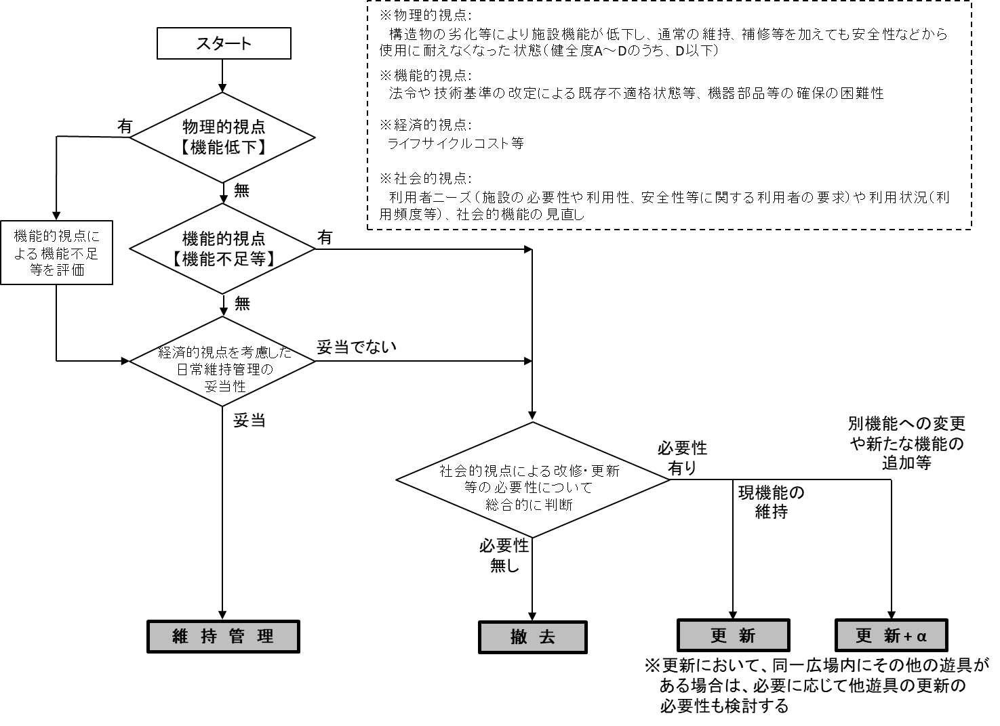 スタート
※物理的視点:
構造物の劣化等により施設機能が低下し、通常の維持、補修等を加えても安全性などから
使用に耐えなくなった状態(健全度A～Dのうち、D以下)
※機能的視点:
法令や技術基準の改定による既存不適格状態等、機器部品等の確保の困難性
※経済的視点:
ライフサイクルコスト等
※社会的視点:
利用者ニーズ(施設の必要性や利用性、安全性等に関する利用者の要求)や利用状況(利
用頻度等)、社会的機能の見直し
有
物理的視点
【機能低下】
無
機能的視点に
よる機能不足
等を評価
機能的視点
【機能不足等】
有
無
経済的視点を考慮した
日常維持管理の
妥当性
妥当でない
妥当
社会的視点による改修・更新
等の必要性について
総合的に判断
必要性
有り
別機能への変更
や新たな機能の
追加等
現機能の
維持
必要性
無し
維 持 管 理
撤 去
更 新
更 新+α
※更新において、同一広場内にその他の遊具が
ある場合は、必要に応じて他遊具の更新の
必要性も検討する